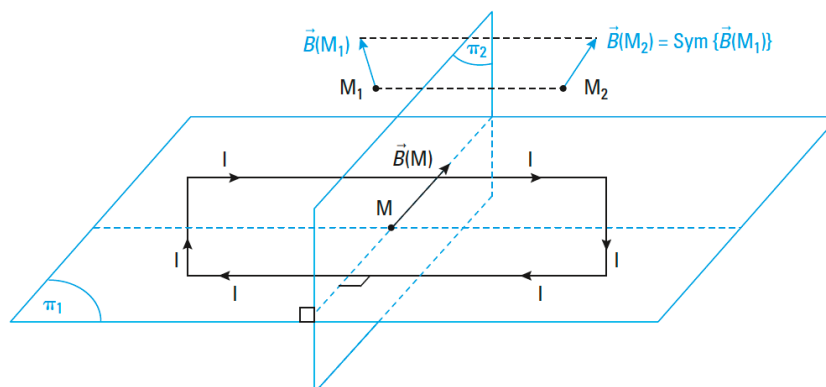 B⃗(M₁)
π₂
B⃗(M₂) = Sym {B⃗(M₁)}
M₁
M₂
I
B⃗(M)
I
M
I
I
I
I
π₁